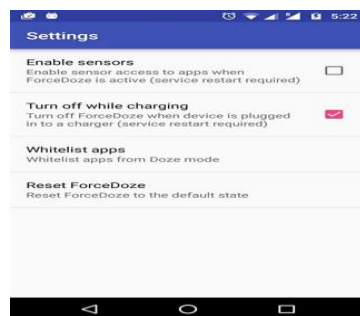 5:22
Settings
Enable sensors
Enable sensor access to apps when
ForceDoze is active (service restart required)
Turn off while charging
Turn off ForceDoze when device is plugged
in to a charger (service restart required)
Whitelist apps
Whitelist apps from Doze mode
Reset ForceDoze
Reset ForceDoze to the default state